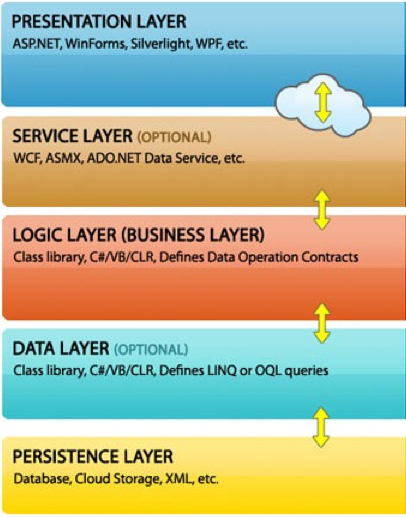 PRESENTATION LAYER
ASP.NET, WinForms, Silverlight, WPF, etc.
SERVICE LAYER (OPTIONAL)
WCF, ASMX, ADO.NET Data Service, etc.
LOGIC LAYER (BUSINESS LAYER)
Class library, C#/VB/CLR, Defines Data Operation Contracts
DATA LAYER (OPTIONAL)
Class library, C#/VB/CLR, Defines LINQ or OQL queries
PERSISTENCE LAYER
Database, Cloud Storage, XML, etc.